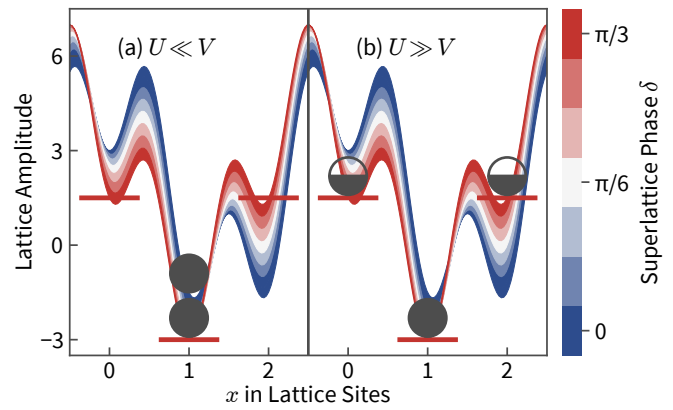 (a) U ≪ V
(b) U ≫ V
6
3
0
−3
Lattice Amplitude
0 1 2
0 1 2
x in Lattice Sites
π/3
π/6
0
Superlattice Phase δ